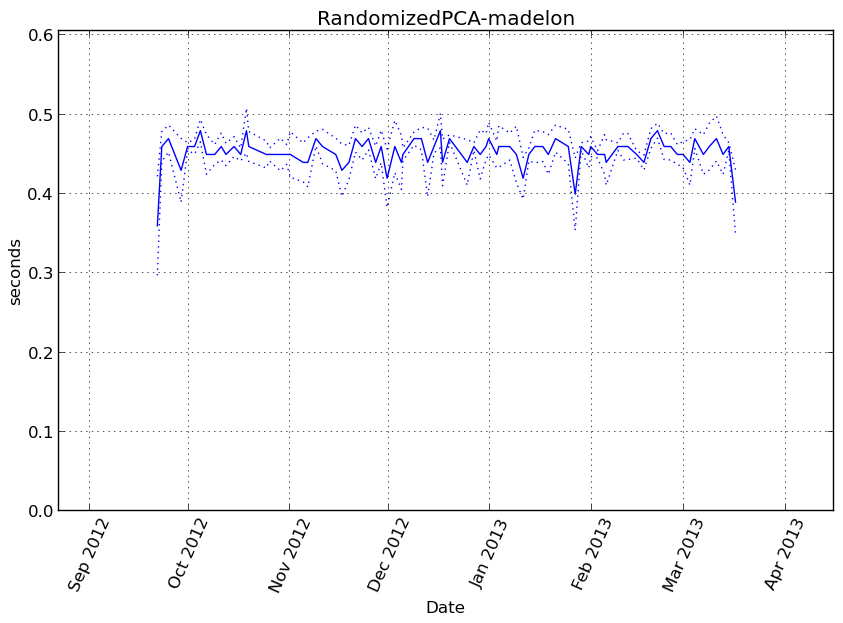 RandomizedPCA-madelon
0.6
0.5
0.4
0.3
0.2
0.1
0.0
seconds
Sep 2012
Oct 2012
Nov 2012
Dec 2012
Jan 2013
Feb 2013
Mar 2013
Apr 2013
Date